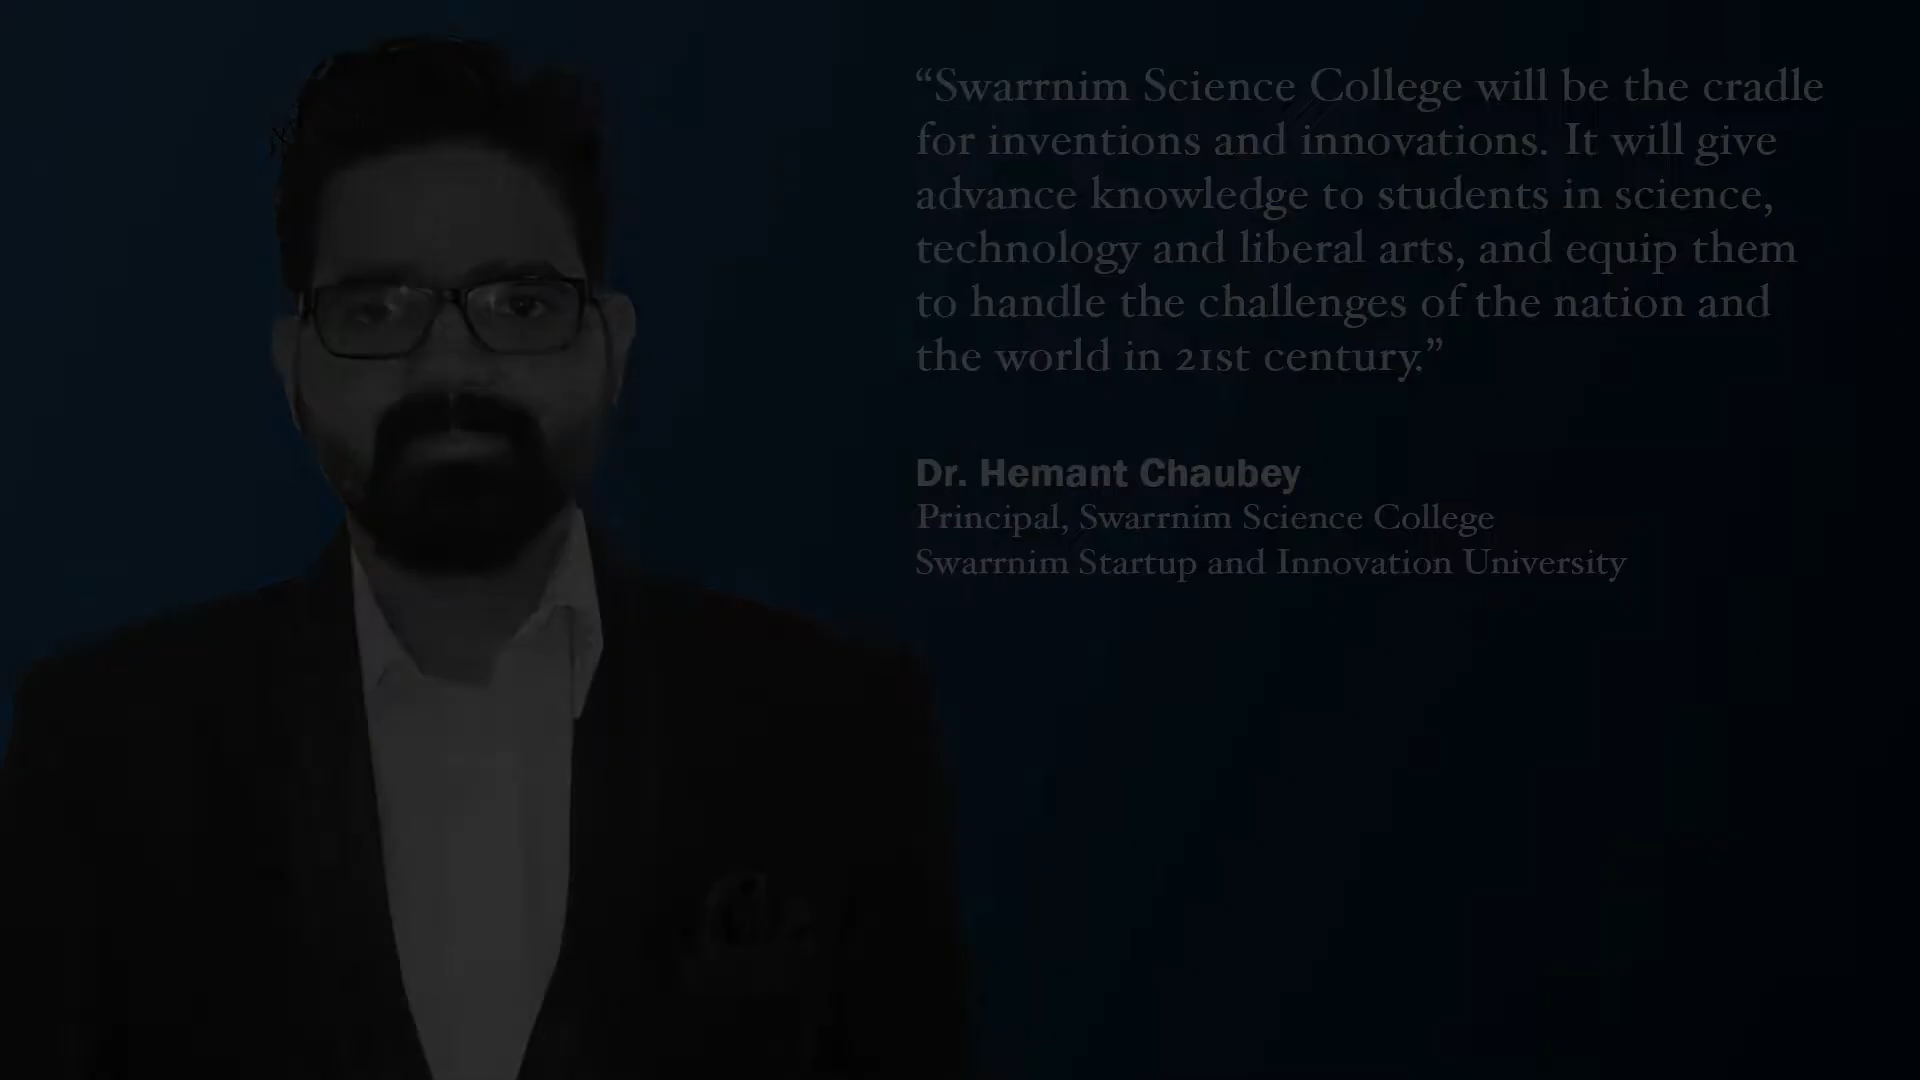 “Swarrnim Science College will be the cradle
for inventions and innovations. It will give
advance knowledge to students in science,
technology and liberal arts, and equip them
to handle the challenges of the nation and
the world in 21st century.”
Dr. Hemant Chaubey
Principal, Swarrnim Science College
Swarrnim Startup and Innovation University